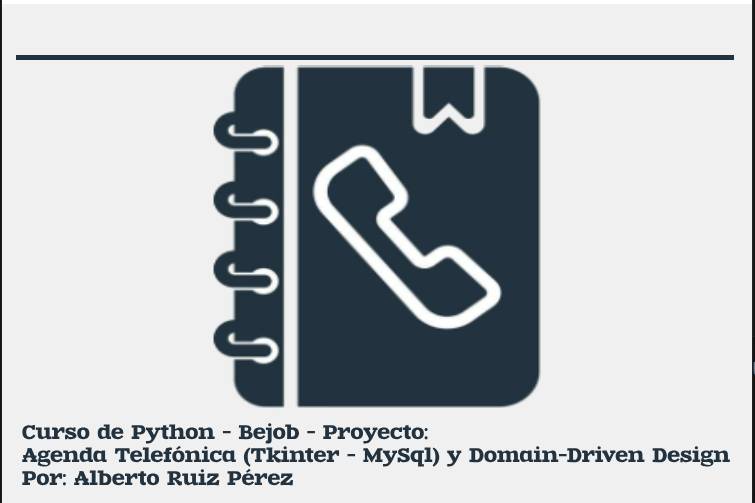 Curso de Python - Bejob - Proyecto:
Agenda Telefónica (Tkinter - MySql) y Domain-Driven Design
Por: Alberto Ruiz Pérez